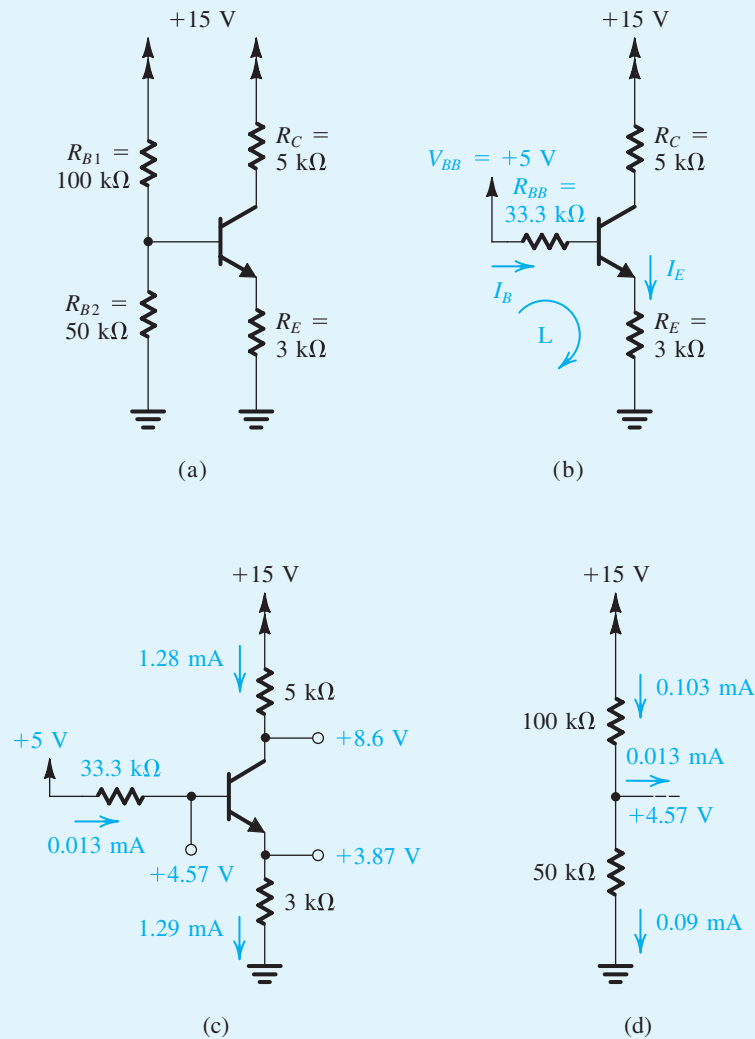 +15 V
R_B1 =
100 kΩ
R_C =
5 kΩ
R_B2 =
50 kΩ
R_E =
3 kΩ
(a)
+15 V
V_BB = +5 V
R_BB =
33.3 kΩ
R_C =
5 kΩ
I_B
I_E
L
R_E =
3 kΩ
(b)
+15 V
1.28 mA
5 kΩ
+8.6 V
+5 V
33.3 kΩ
0.013 mA
+4.57 V
+3.87 V
3 kΩ
1.29 mA
(c)
+15 V
0.103 mA
100 kΩ
0.013 mA
+4.57 V
50 kΩ
0.09 mA
(d)